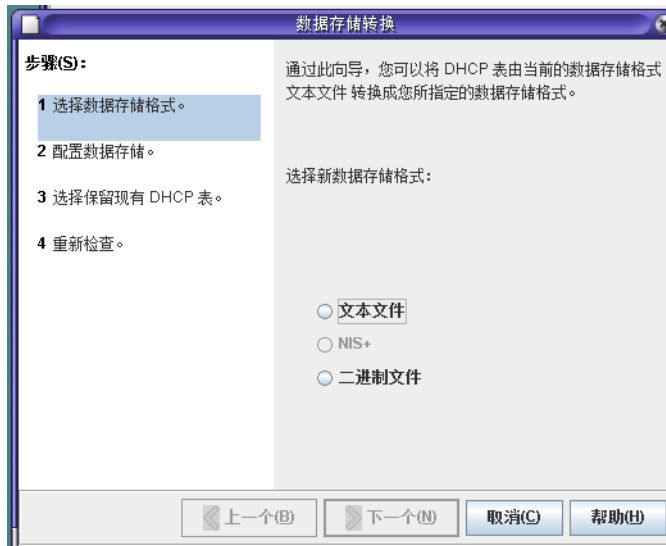 数据存储转换
步骤(S):
1 选择数据存储格式。
2 配置数据存储。
3 选择保留现有 DHCP 表。
4 重新检查。
通过此向导，您可以将 DHCP 表由当前的数据存储格式
文本文件 转换成您所指定的数据存储格式。
选择新数据存储格式:
文本文件
NIS+
二进制文件
上一个(B)
下一个(N)
取消(C)
帮助(H)